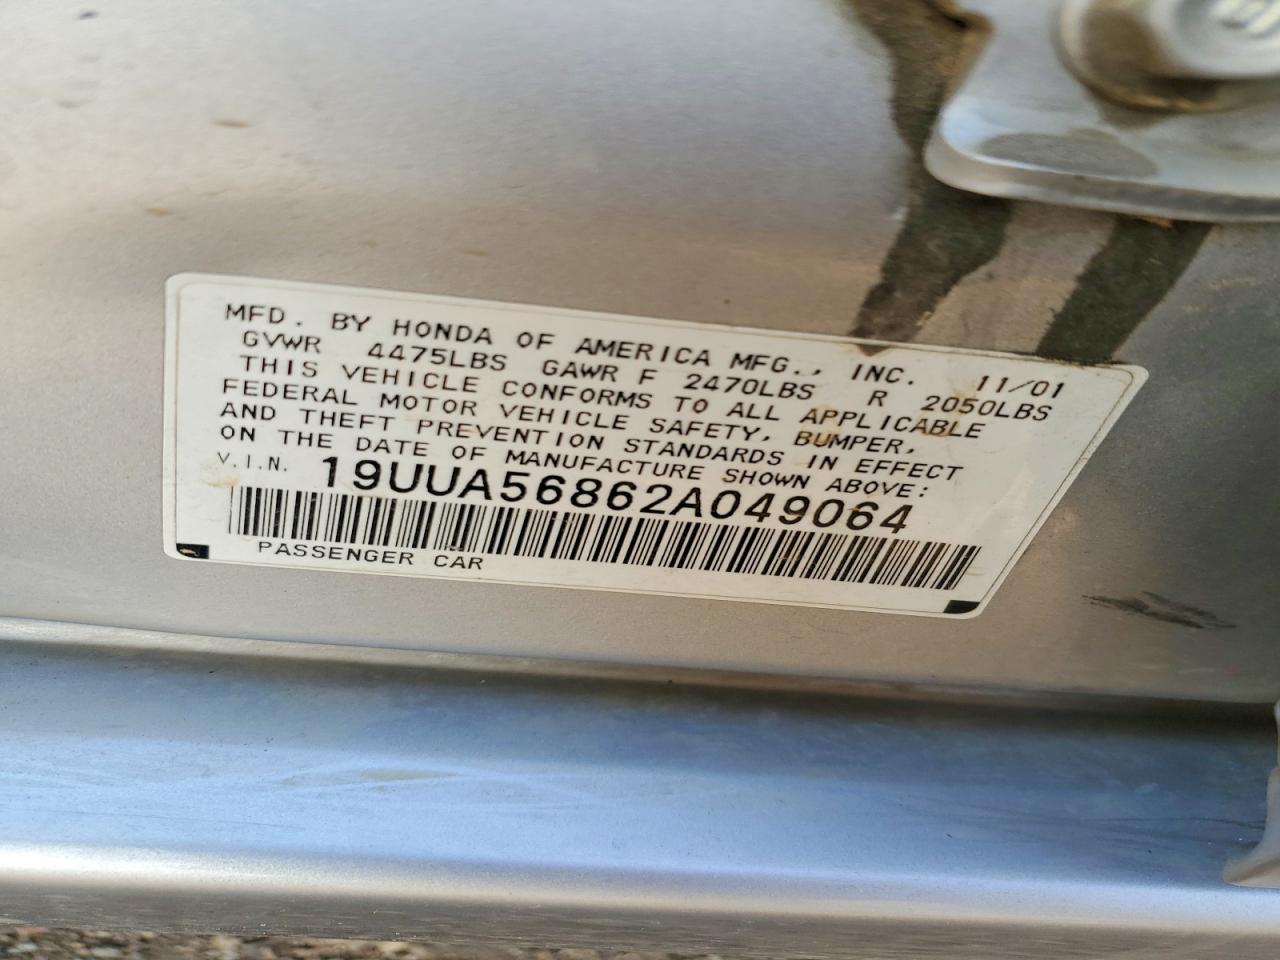 MFD. BY HONDA OF AMERICA MFG., INC. 11/01
GVWR 4475LBS GAWR F 2470LBS R 2050LBS
THIS VEHICLE CONFORMS TO ALL APPLICABLE
FEDERAL MOTOR VEHICLE SAFETY, BUMPER,
AND THEFT PREVENTION STANDARDS IN EFFECT
ON THE DATE OF MANUFACTURE SHOWN ABOVE:
V.I.N. 19UUA56862A049064
PASSENGER CAR